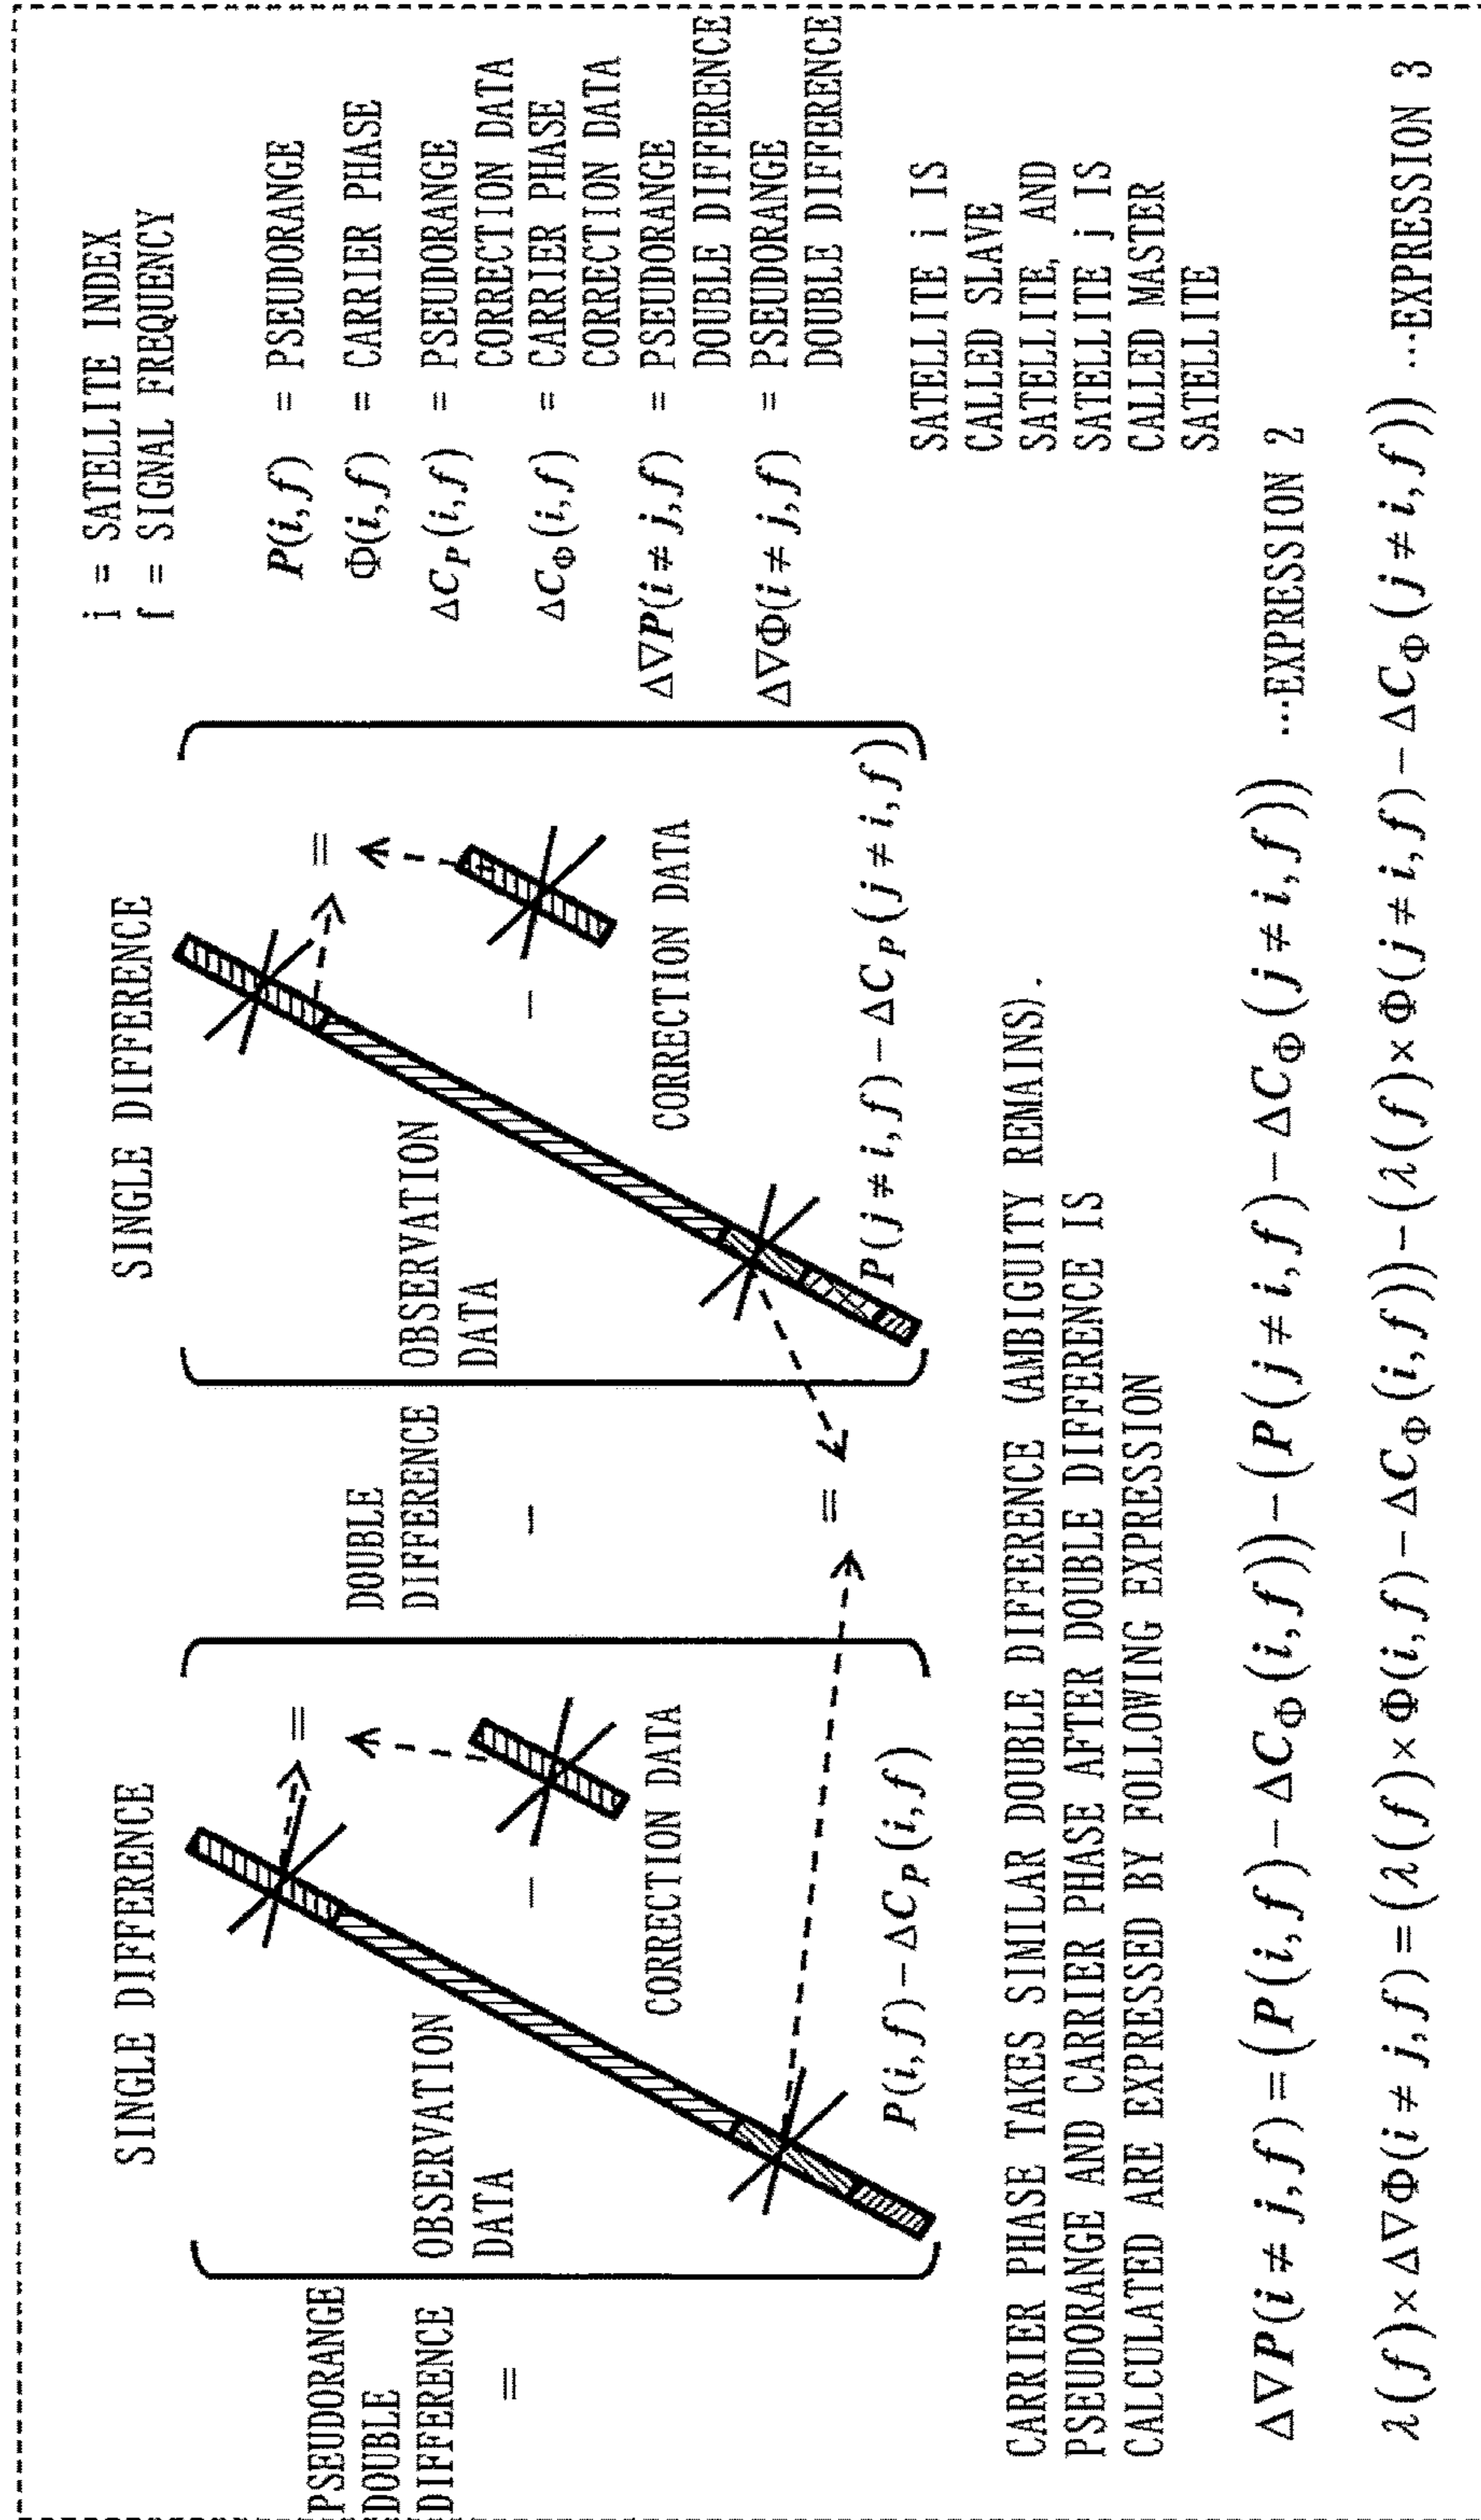 i = SATELLITE INDEX
f = SIGNAL FREQUENCY
P(i,f) = PSEUDORANGE
Φ(i,f) = CARRIER PHASE
ΔC_P(i,f) = PSEUDORANGE
CORRECTION DATA
ΔC_Φ(i,f) = CARRIER PHASE
CORRECTION DATA
Δ∇P(i≠j,f) = PSEUDORANGE
DOUBLE DIFFERENCE
Δ∇Φ(i≠j,f) = PSEUDORANGE
DOUBLE DIFFERENCE
SATELLITE i IS
CALLED SLAVE
SATELLITE, AND
SATELLITE j IS
CALLED MASTER
SATELLITE
PSEUDORANGE
DOUBLE
DIFFERENCE
=
SINGLE DIFFERENCE
OBSERVATION
DATA
−
=
CORRECTION DATA
P(i,f)−ΔC_P(i,f)
DOUBLE
DIFFERENCE
−
=
SINGLE DIFFERENCE
OBSERVATION
DATA
−
=
CORRECTION DATA
P(j≠i,f)−ΔC_P(j≠i,f)
CARRIER PHASE TAKES SIMILAR DOUBLE DIFFERENCE (AMBIGUITY REMAINS).
PSEUDORANGE AND CARRIER PHASE AFTER DOUBLE DIFFERENCE IS
CALCULATED ARE EXPRESSED BY FOLLOWING EXPRESSION
Δ∇P(i≠j,f)=(P(i,f)−ΔC_Φ(i,f))−(P(j≠i,f)−ΔC_Φ(j≠i,f)) …EXPRESSION 2
λ(f)×Δ∇Φ(i≠j,f)=(λ(f)×Φ(i,f)−ΔC_Φ(i,f))−(λ(f)×Φ(j≠i,f)−ΔC_Φ(j≠i,f)) …EXPRESSION 3